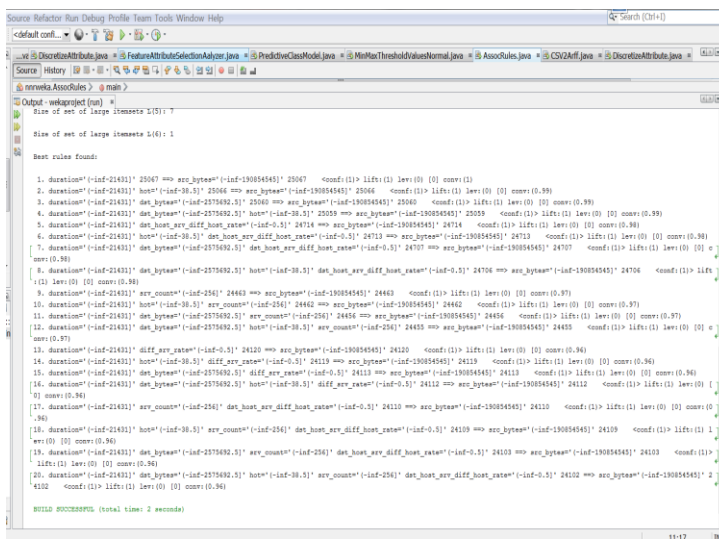 Source Refactor Run Debug Profile Team Tools Window Help
Search (Ctrl+I)
<default confi...
...va DiscretizeAttribute.java FeatureAttributeSelectionAalyzer.java PredictiveClassModel.java MinMaxThresholdValuesNormal.java AssocRules.java CSV2Arff.java DiscretizeAttribute.java
Source History
nnrweka.AssocRules main
Output - wekaproject (run)
Size of set of large itemsets L(5): 7
Size of set of large itemsets L(6): 1
Best rules found:
1. duration='(-inf-21431]' 25067 ==> src_bytes='(-inf-190854545]' 25067 <conf:(1)> lift:(1) lev:(0) [0] conv:(1)
2. duration='(-inf-21431]' hot='(-inf-38.5]' 25066 ==> src_bytes='(-inf-190854545]' 25066 <conf:(1)> lift:(1) lev:(0) [0] conv:(0.99)
3. duration='(-inf-21431]' dst_bytes='(-inf-2575692.5]' 25060 ==> src_bytes='(-inf-190854545]' 25060 <conf:(1)> lift:(1) lev:(0) [0] conv:(0.99)
4. duration='(-inf-21431]' dst_bytes='(-inf-2575692.5]' hot='(-inf-38.5]' 25059 ==> src_bytes='(-inf-190854545]' 25059 <conf:(1)> lift:(1) lev:(0) [0] conv:(0.99)
5. duration='(-inf-21431]' dst_host_srv_diff_host_rate='(-inf-0.5]' 24714 ==> src_bytes='(-inf-190854545]' 24714 <conf:(1)> lift:(1) lev:(0) [0] conv:(0.98)
6. duration='(-inf-21431]' hot='(-inf-38.5]' dst_host_srv_diff_host_rate='(-inf-0.5]' 24713 ==> src_bytes='(-inf-190854545]' 24713 <conf:(1)> lift:(1) lev:(0) [0] conv:(0.98)
7. duration='(-inf-21431]' dst_bytes='(-inf-2575692.5]' dst_host_srv_diff_host_rate='(-inf-0.5]' 24707 ==> src_bytes='(-inf-190854545]' 24707 <conf:(1)> lift:(1) lev:(0) [0] c
onv:(0.98)
8. duration='(-inf-21431]' dst_bytes='(-inf-2575692.5]' hot='(-inf-38.5]' dst_host_srv_diff_host_rate='(-inf-0.5]' 24706 ==> src_bytes='(-inf-190854545]' 24706 <conf:(1)> lift
:(1) lev:(0) [0] conv:(0.98)
9. duration='(-inf-21431]' srv_count='(-inf-256]' 24463 ==> src_bytes='(-inf-190854545]' 24463 <conf:(1)> lift:(1) lev:(0) [0] conv:(0.97)
10. duration='(-inf-21431]' hot='(-inf-38.5]' srv_count='(-inf-256]' 24462 ==> src_bytes='(-inf-190854545]' 24462 <conf:(1)> lift:(1) lev:(0) [0] conv:(0.97)
11. duration='(-inf-21431]' dst_bytes='(-inf-2575692.5]' srv_count='(-inf-256]' 24456 ==> src_bytes='(-inf-190854545]' 24456 <conf:(1)> lift:(1) lev:(0) [0] conv:(0.97)
12. duration='(-inf-21431]' dst_bytes='(-inf-2575692.5]' hot='(-inf-38.5]' srv_count='(-inf-256]' 24455 ==> src_bytes='(-inf-190854545]' 24455 <conf:(1)> lift:(1) lev:(0) [0] c
onv:(0.97)
13. duration='(-inf-21431]' diff_srv_rate='(-inf-0.5]' 24120 ==> src_bytes='(-inf-190854545]' 24120 <conf:(1)> lift:(1) lev:(0) [0] conv:(0.96)
14. duration='(-inf-21431]' hot='(-inf-38.5]' diff_srv_rate='(-inf-0.5]' 24119 ==> src_bytes='(-inf-190854545]' 24119 <conf:(1)> lift:(1) lev:(0) [0] conv:(0.96)
15. duration='(-inf-21431]' dst_bytes='(-inf-2575692.5]' diff_srv_rate='(-inf-0.5]' 24113 ==> src_bytes='(-inf-190854545]' 24113 <conf:(1)> lift:(1) lev:(0) [0] conv:(0.96)
16. duration='(-inf-21431]' dst_bytes='(-inf-2575692.5]' hot='(-inf-38.5]' diff_srv_rate='(-inf-0.5]' 24112 ==> src_bytes='(-inf-190854545]' 24112 <conf:(1)> lift:(1) lev:(0) [
0] conv:(0.96)
17. duration='(-inf-21431]' srv_count='(-inf-256]' dst_host_srv_diff_host_rate='(-inf-0.5]' 24110 ==> src_bytes='(-inf-190854545]' 24110 <conf:(1)> lift:(1) lev:(0) [0] conv:(0
.96)
18. duration='(-inf-21431]' hot='(-inf-38.5]' srv_count='(-inf-256]' dst_host_srv_diff_host_rate='(-inf-0.5]' 24109 ==> src_bytes='(-inf-190854545]' 24109 <conf:(1)> lift:(1) l
ev:(0) [0] conv:(0.96)
19. duration='(-inf-21431]' dst_bytes='(-inf-2575692.5]' srv_count='(-inf-256]' dst_host_srv_diff_host_rate='(-inf-0.5]' 24103 ==> src_bytes='(-inf-190854545]' 24103 <conf:(1)>
lift:(1) lev:(0) [0] conv:(0.96)
20. duration='(-inf-21431]' dst_bytes='(-inf-2575692.5]' hot='(-inf-38.5]' srv_count='(-inf-256]' dst_host_srv_diff_host_rate='(-inf-0.5]' 24102 ==> src_bytes='(-inf-190854545]' 2
4102 <conf:(1)> lift:(1) lev:(0) [0] conv:(0.96)
BUILD SUCCESSFUL (total time: 2 seconds)
11:17